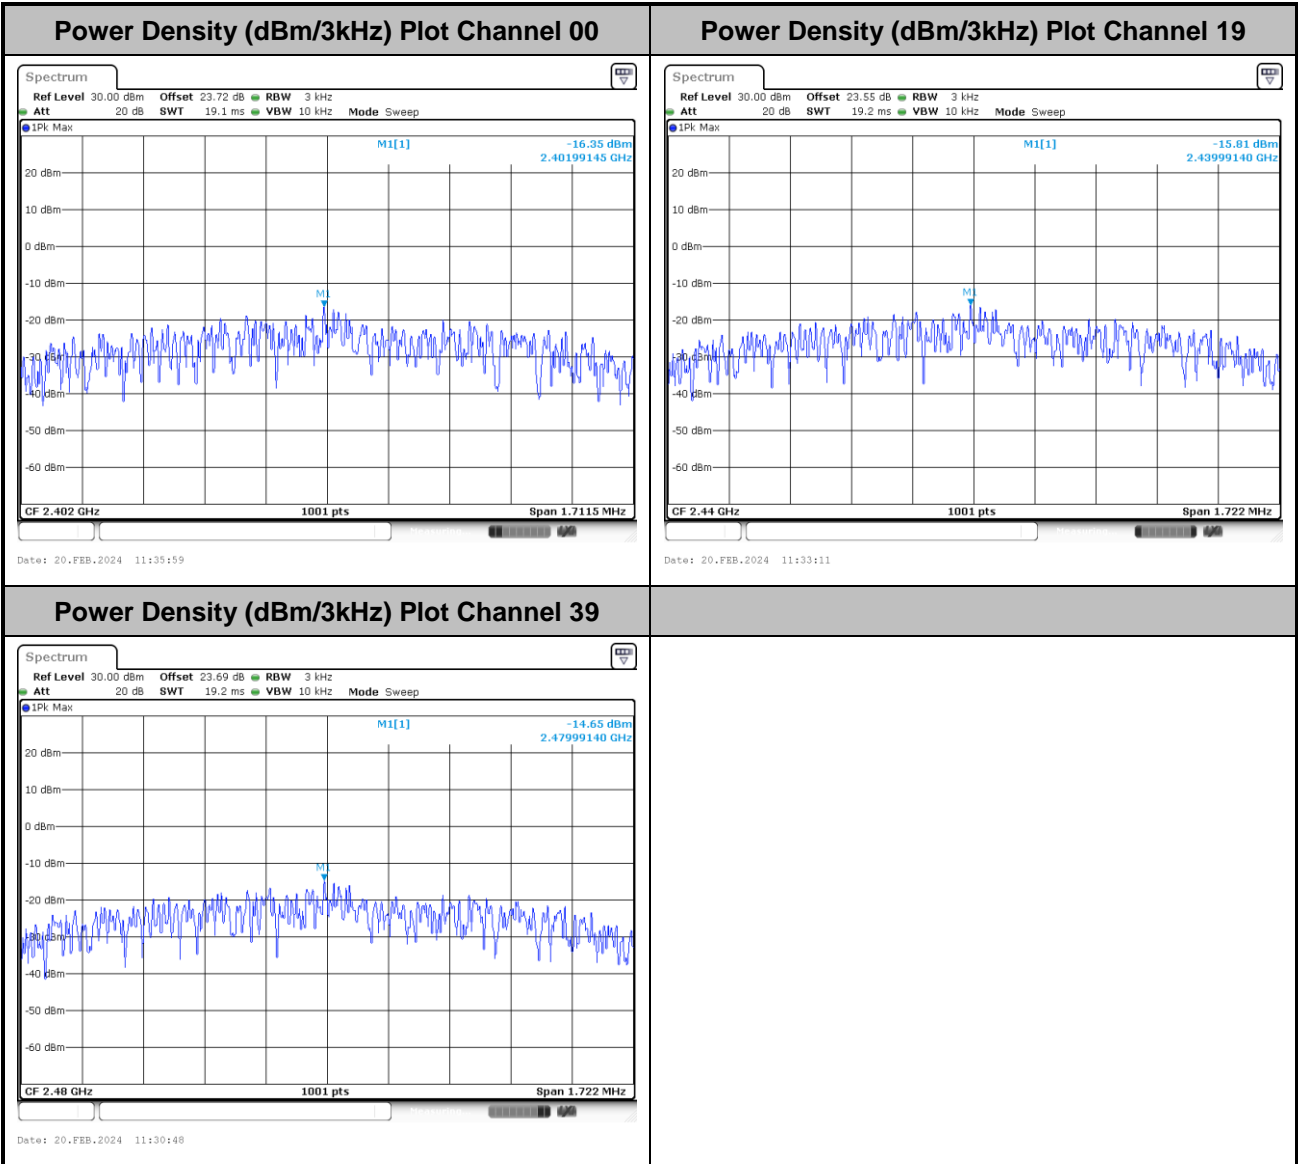 Power Density (dBm/3kHz) Plot Channel 00
Spectrum
Ref Level 30.00 dBm Offset 23.72 dB RBW 3 kHz
Att 20 dB SWT 19.1 ms VBW 10 kHz Mode Sweep
1Pk Max
M1[1] -16.35 dBm
2.40199145 GHz
20 dBm
10 dBm
0 dBm
-10 dBm
M1
-20 dBm
-30 dBm
-40 dBm
-50 dBm
-60 dBm
CF 2.402 GHz 1001 pts Span 1.7115 MHz
Date: 20.FEB.2024 11:35:59
Power Density (dBm/3kHz) Plot Channel 19
Spectrum
Ref Level 30.00 dBm Offset 23.55 dB RBW 3 kHz
Att 20 dB SWT 19.2 ms VBW 10 kHz Mode Sweep
1Pk Max
M1[1] -15.81 dBm
2.43999140 GHz
20 dBm
10 dBm
0 dBm
-10 dBm
M1
-20 dBm
-30 dBm
-40 dBm
-50 dBm
-60 dBm
CF 2.44 GHz 1001 pts Span 1.722 MHz
Date: 20.FEB.2024 11:33:11
Power Density (dBm/3kHz) Plot Channel 39
Spectrum
Ref Level 30.00 dBm Offset 23.69 dB RBW 3 kHz
Att 20 dB SWT 19.2 ms VBW 10 kHz Mode Sweep
1Pk Max
M1[1] -14.65 dBm
2.47999140 GHz
20 dBm
10 dBm
0 dBm
-10 dBm
M1
-20 dBm
-30 dBm
-40 dBm
-50 dBm
-60 dBm
CF 2.48 GHz 1001 pts Span 1.722 MHz
Date: 20.FEB.2024 11:30:48